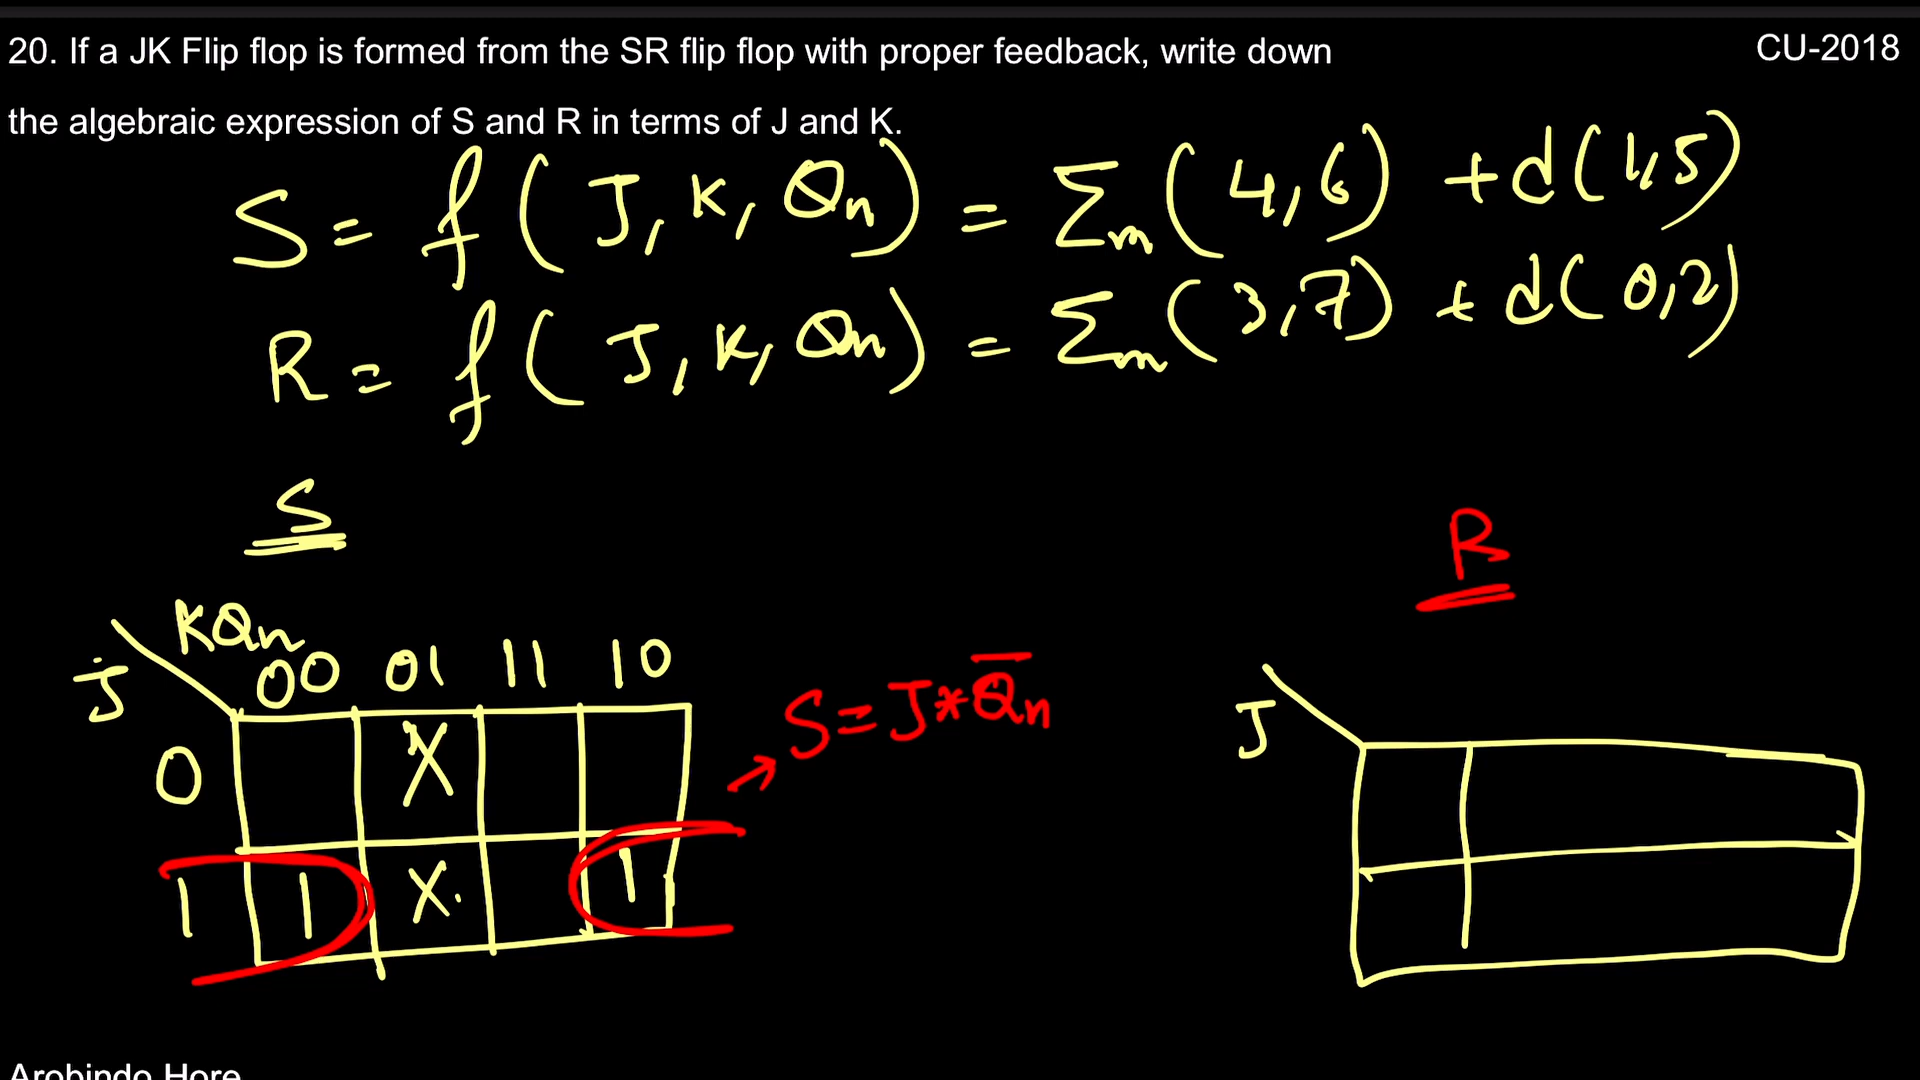 20. If a JK Flip flop is formed from the SR flip flop with proper feedback, write down
CU-2018
the algebraic expression of S and R in terms of J and K.
S = f(J, K, Qn) = Σm(4,6) + d(1,5)
R = f(J, K, Qn) = Σm(3,7) + d(0,2)
S
R
KQn
J
00 01 11 10
S = J * Q̅n
J
0 X
1 1 X 1
Arobindo Hore